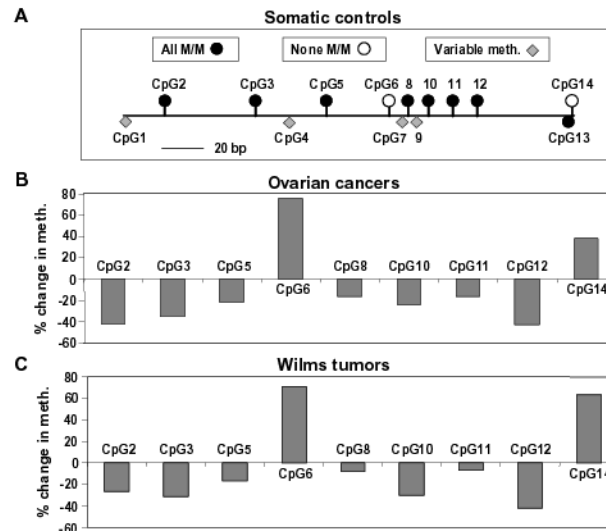 A
Somatic controls
All M/M
None M/M
Variable meth.
CpG2 CpG3 CpG5 CpG6 8 10 11 12 CpG14
CpG1 CpG4 CpG7 9 CpG13
20 bp
B
Ovarian cancers
% change in meth.
80
60
40
20
0
-20
-40
-60
CpG2 CpG3 CpG5 CpG8 CpG10 CpG11 CpG12
CpG6 CpG14
C
Wilms tumors
% change in meth.
80
60
40
20
0
-20
-40
-60
CpG2 CpG3 CpG5 CpG8 CpG10 CpG11 CpG12
CpG6 CpG14